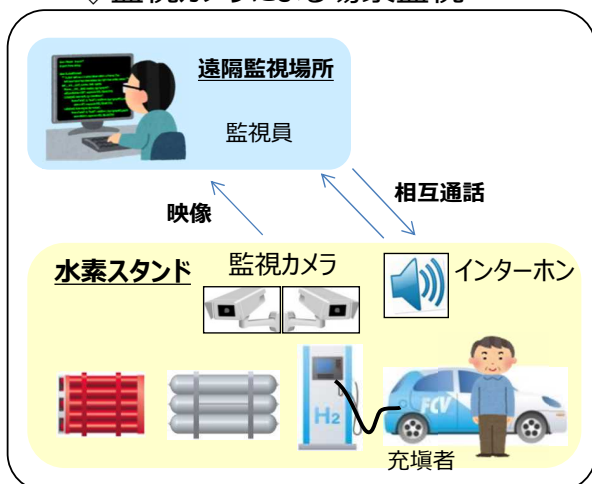 遠隔監視場所
監視員
映像
相互通話
水素スタンド
監視カメラ
インターホン
H2
FCV
充塡者